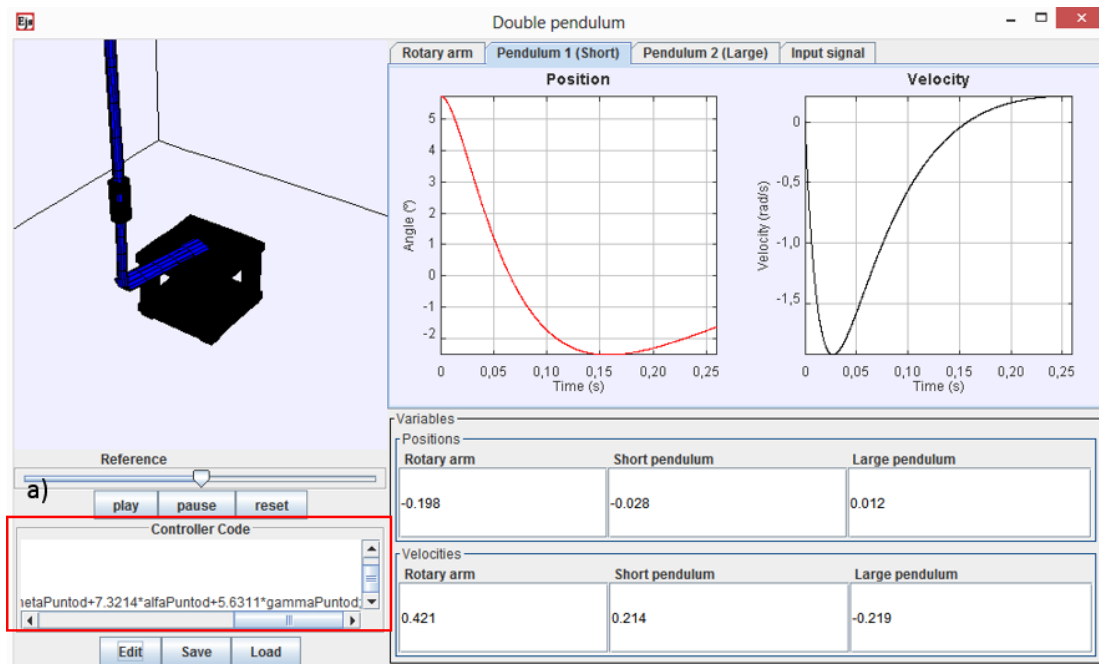 Ejs
Double pendulum
Rotary arm Pendulum 1 (Short) Pendulum 2 (Large) Input signal
Position
Angle (º)
5
4
3
2
1
0
-1
-2
0 0,05 0,10 0,15 0,20 0,25
Time (s)
Velocity
Velocity (rad/s)
0
-0,5
-1,0
-1,5
0 0,05 0,10 0,15 0,20 0,25
Time (s)
Reference
a)
play pause reset
Controller Code
netaPuntod+7.3214*alfaPuntod+5.6311*gammaPuntod;
Edit Save Load
Variables
Positions
Rotary arm Short pendulum Large pendulum
-0.198 -0.028 0.012
Velocities
Rotary arm Short pendulum Large pendulum
0.421 0.214 -0.219